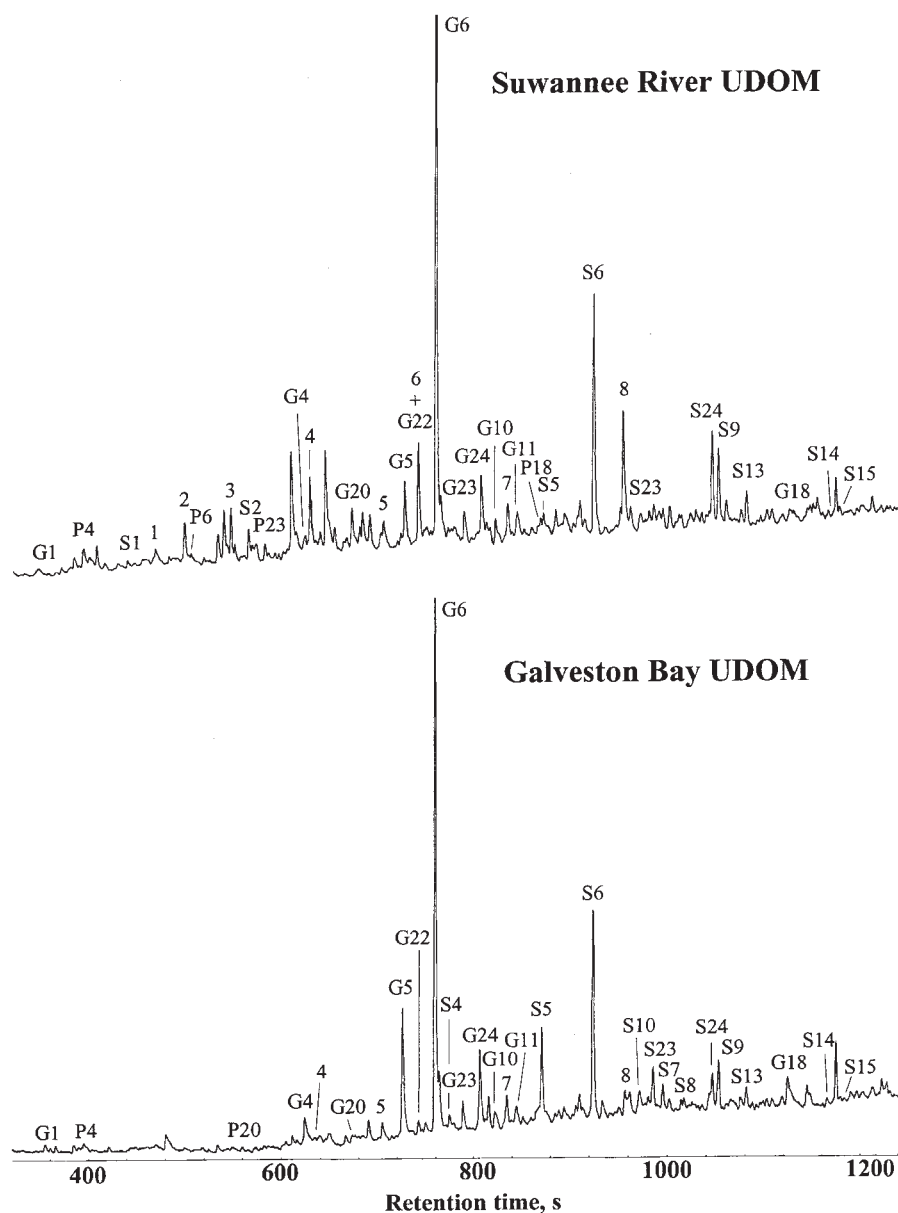 G6
Suwannee River UDOM
S6
6
+
G22
8
G4
4
G10
S24
S9
G24
G11
G5
P18
2
3
S2
G20
5
G23
7
S5
S23
S13
G18
S14
S15
G1
P4
S1
1
P6
P23
G6
Galveston Bay UDOM
S6
G22
G5
S4
S5
G24
G11
S10
S24
G10
S23
S9
S14
G4
4
G23
7
8
S7
G18
G20
5
S8
S13
S15
G1
P4
P20
400 600 800 1000 1200
Retention time, s